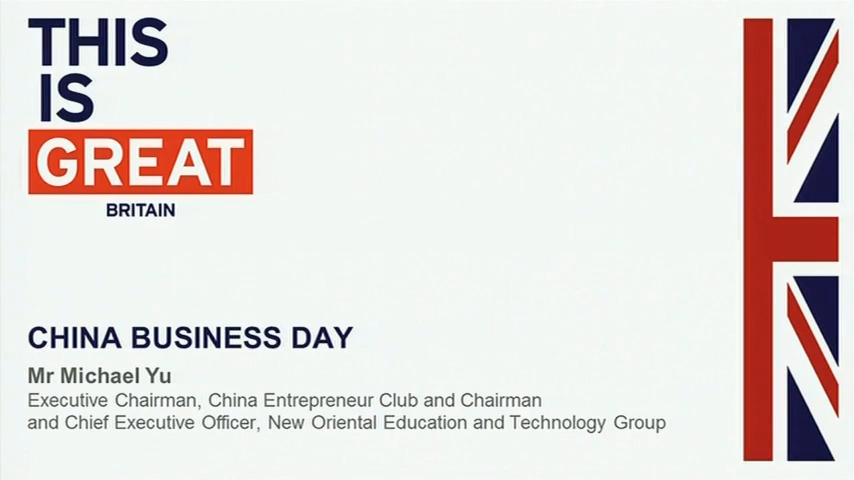 THIS
IS
GREAT
BRITAIN
CHINA BUSINESS DAY
Mr Michael Yu
Executive Chairman, China Entrepreneur Club and Chairman
and Chief Executive Officer, New Oriental Education and Technology Group